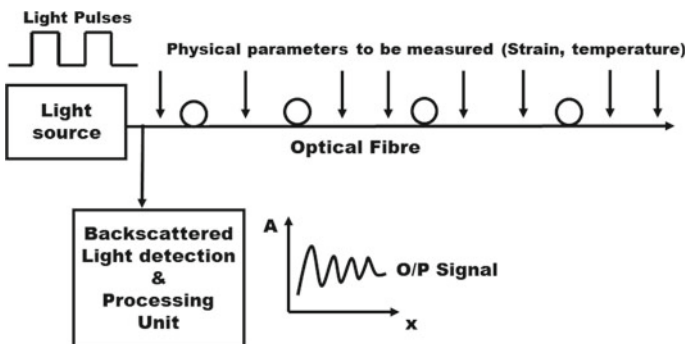 Light Pulses
Physical parameters to be measured (Strain, temperature)
Light
source
Optical Fibre
Backscattered
Light detection
&
Processing
Unit
A
O/P Signal
x